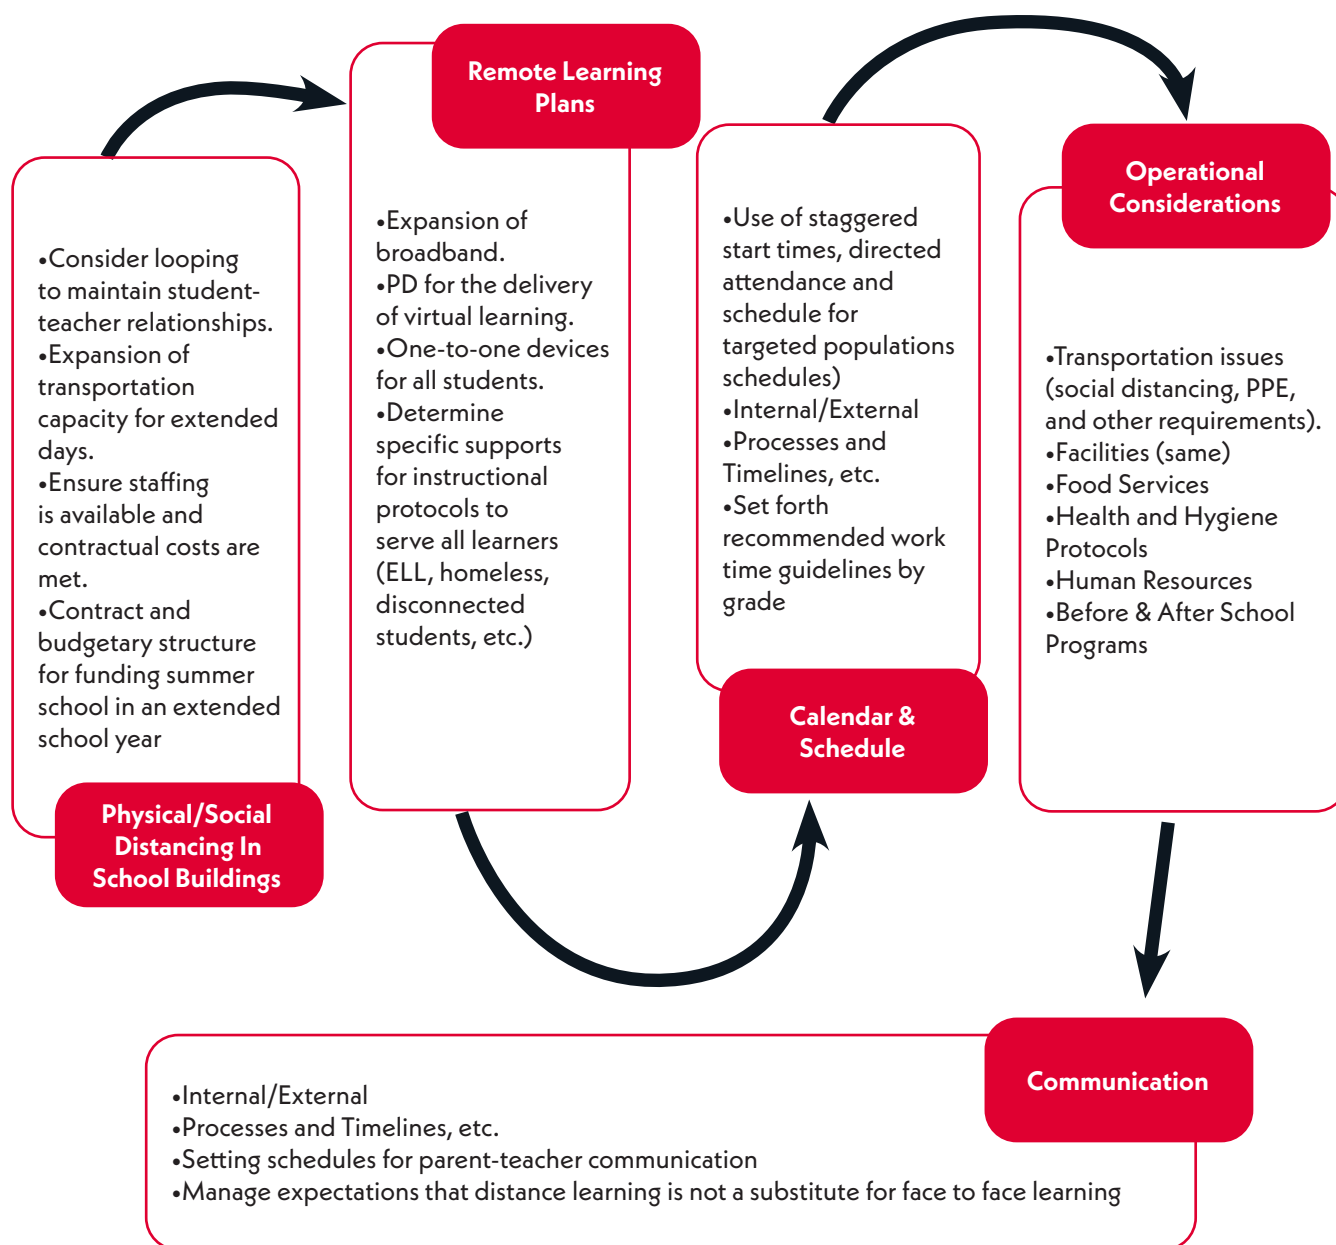 •Consider looping
to maintain student-
teacher relationships.
•Expansion of
transportation
capacity for extended
days.
•Ensure staffing
is available and
contractual costs are
met.
•Contract and
budgetary structure
for funding summer
school in an extended
school year
Physical/Social
Distancing In
School Buildings
Remote Learning
Plans
•Expansion of
broadband.
•PD for the delivery
of virtual learning.
•One-to-one devices
for all students.
•Determine
specific supports
for instructional
protocols to
serve all learners
(ELL, homeless,
disconnected
students, etc.)
•Use of staggered
start times, directed
attendance and
schedule for
targeted populations
schedules)
•Internal/External
•Processes and
Timelines, etc.
•Set forth
recommended work
time guidelines by
grade
Calendar &
Schedule
Operational
Considerations
•Transportation issues
(social distancing, PPE,
and other requirements).
•Facilities (same)
•Food Services
•Health and Hygiene
Protocols
•Human Resources
•Before & After School
Programs
Communication
•Internal/External
•Processes and Timelines, etc.
•Setting schedules for parent-teacher communication
•Manage expectations that distance learning is not a substitute for face to face learning